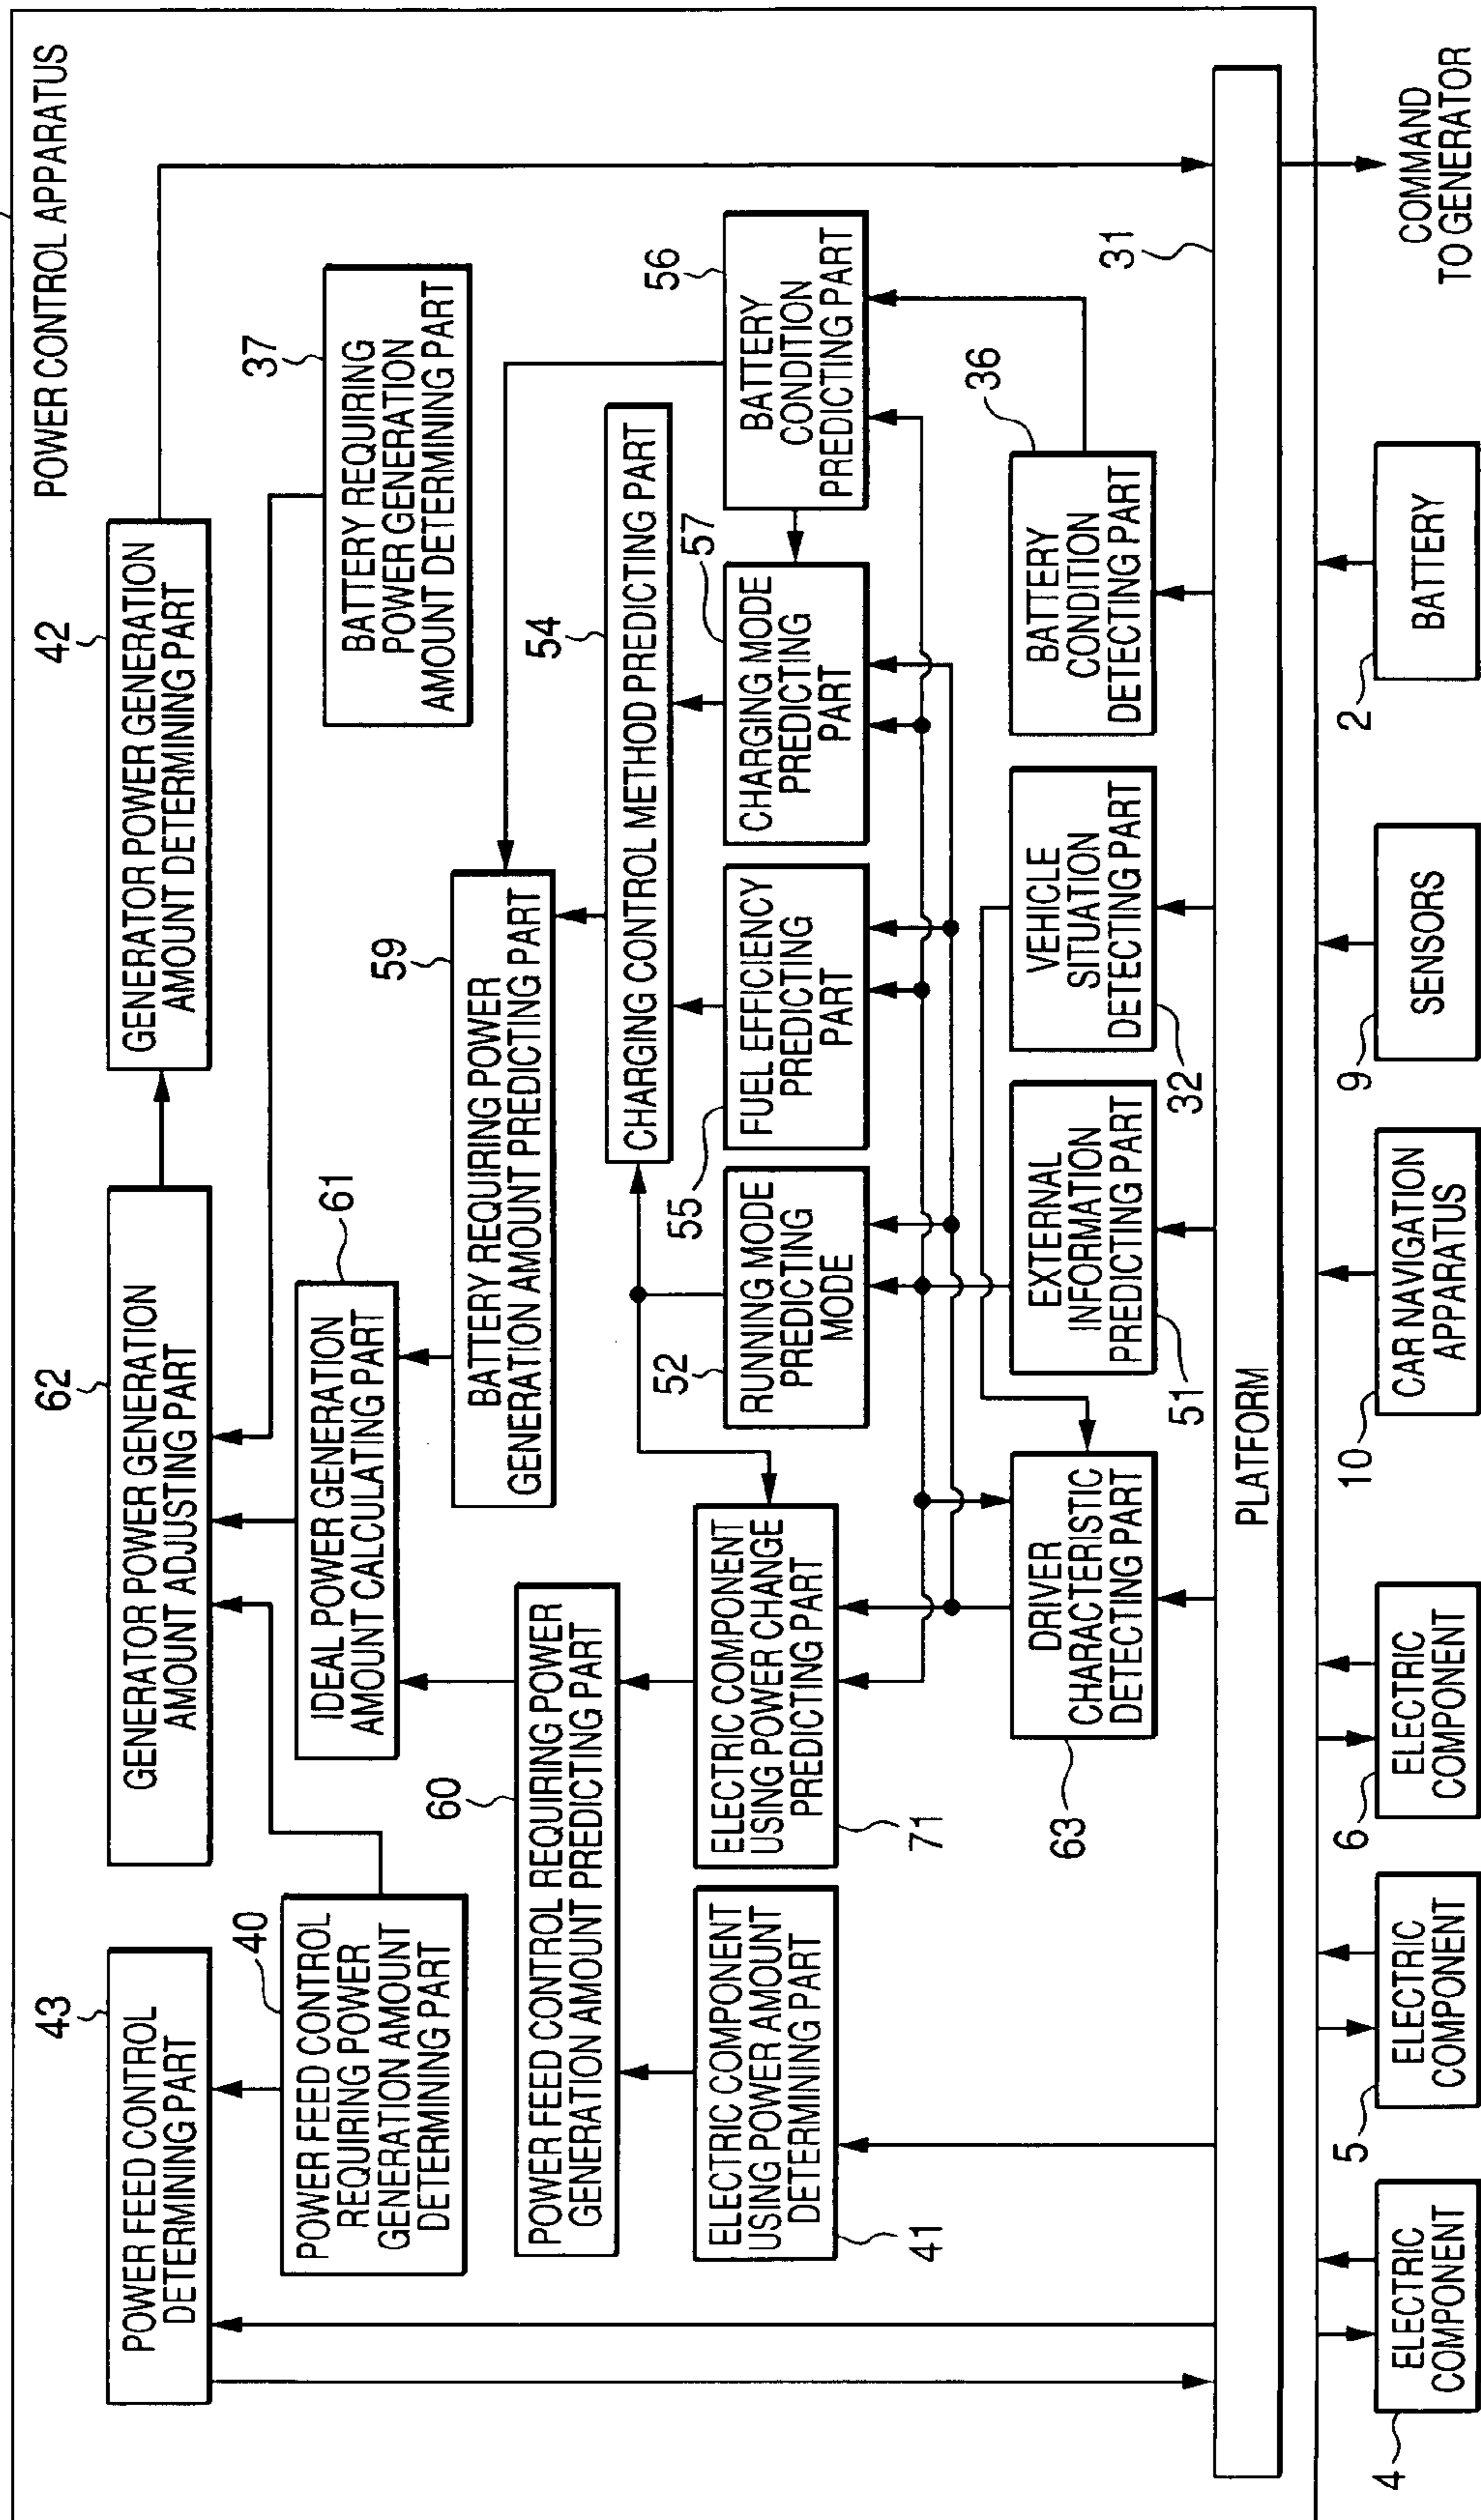 POWER CONTROL APPARATUS
43
POWER FEED CONTROL
DETERMINING PART
62
GENERATOR POWER GENERATION
AMOUNT ADJUSTING PART
42
GENERATOR POWER GENERATION
AMOUNT DETERMINING PART
40
POWER FEED CONTROL
REQUIRING POWER
GENERATION AMOUNT
DETERMINING PART
61
IDEAL POWER GENERATION
AMOUNT CALCULATING PART
37
BATTERY REQUIRING
POWER GENERATION
AMOUNT DETERMINING PART
59
BATTERY REQUIRING POWER
GENERATION AMOUNT PREDICTING PART
60
POWER FEED CONTROL REQUIRING POWER
GENERATION AMOUNT PREDICTING PART
54
CHARGING CONTROL METHOD PREDICTING PART
41
ELECTRIC COMPONENT
USING POWER AMOUNT
DETERMINING PART
71
ELECTRIC COMPONENT
USING POWER CHANGE
PREDICTING PART
52
RUNNING MODE
PREDICTING
MODE
55
FUEL EFFICIENCY
PREDICTING
PART
57
CHARGING MODE
PREDICTING
PART
56
BATTERY
CONDITION
PREDICTING PART
63
DRIVER
CHARACTERISTIC
DETECTING PART
51
EXTERNAL
INFORMATION
PREDICTING PART
32
VEHICLE
SITUATION
DETECTING PART
36
BATTERY
CONDITION
DETECTING PART
31
PLATFORM
4
ELECTRIC
COMPONENT
5
ELECTRIC
COMPONENT
6
ELECTRIC
COMPONENT
10
CAR NAVIGATION
APPARATUS
9
SENSORS
2
BATTERY
COMMAND
TO GENERATOR